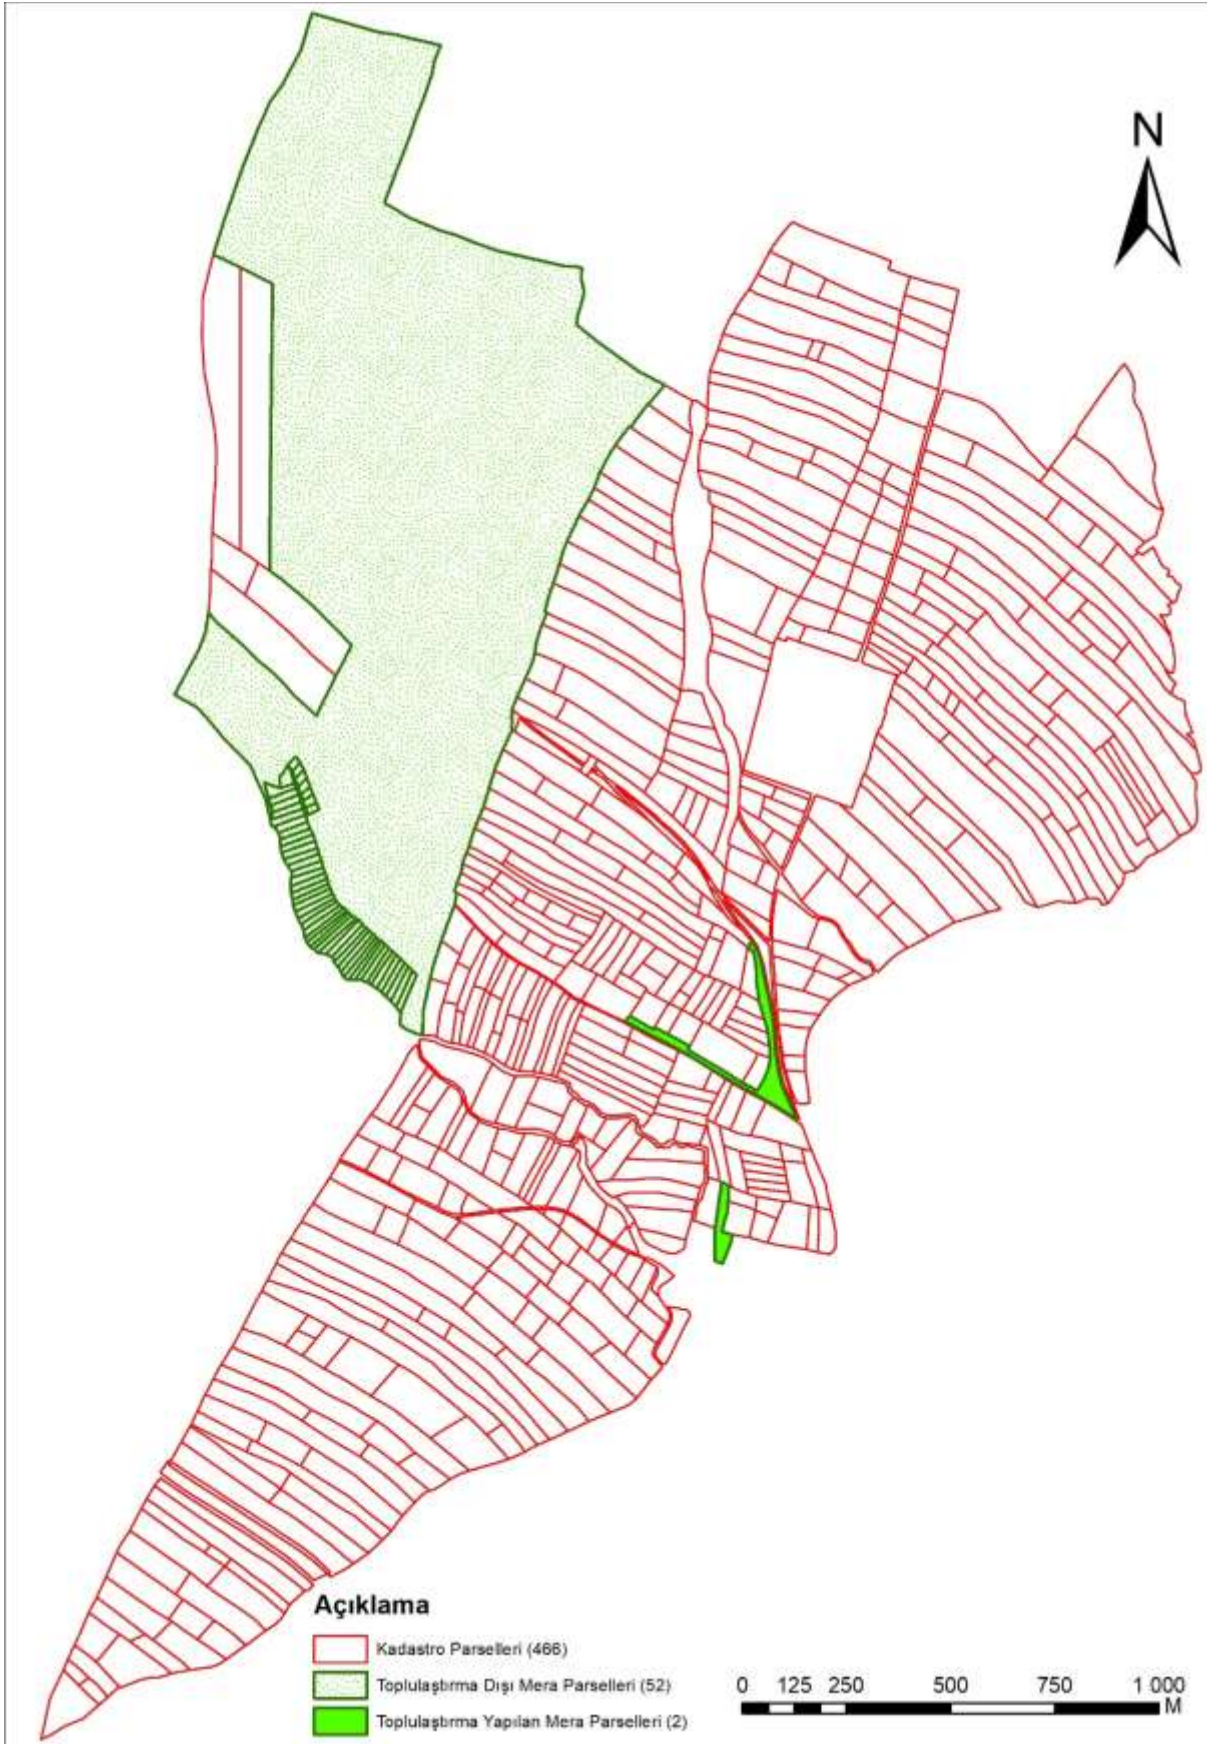 N
Açıklama
Kadastro Parselleri (466)
Toplulaştırma Dışı Mera Parselleri (52)
Toplulaştırma Yapılan Mera Parselleri (2)
0 125 250 500 750 1 000
M